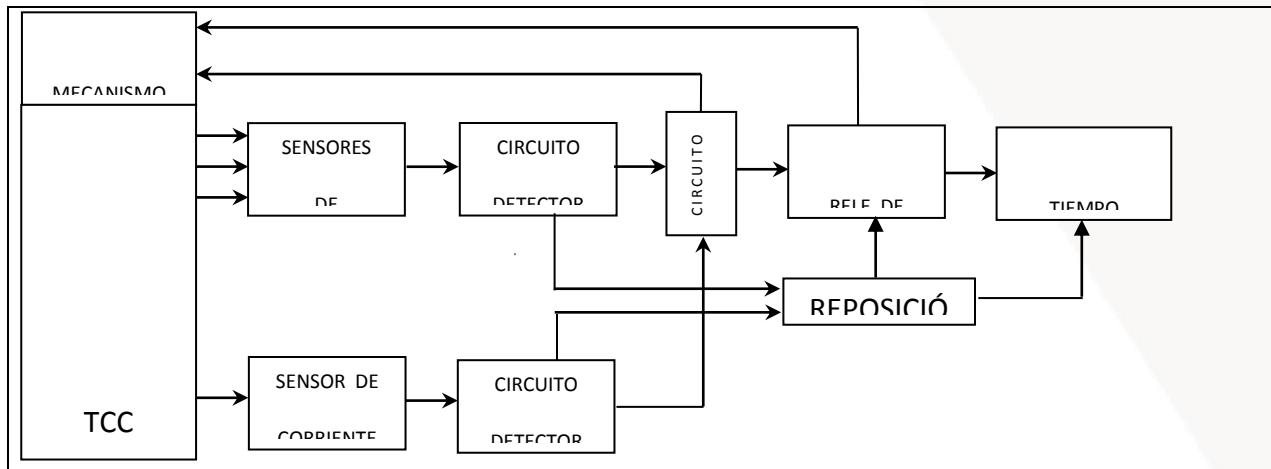 MECANISMO
SENSORES
DE
CIRCUITO
DETECTOR
CIRCUITO
RELE DE
TIEMPO
REPOSICIÓ
SENSOR DE
CORRIENTE
CIRCUITO
DETECTOR
TCC